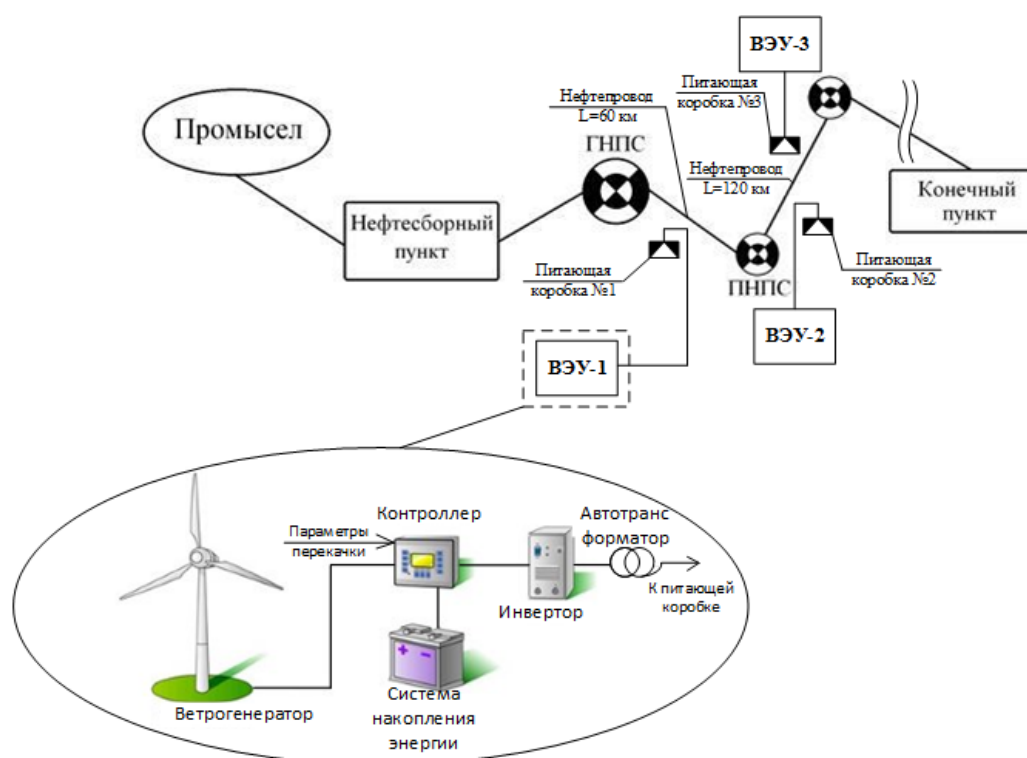 ВЭУ-3
Питающая
коробка №3
Нефтепровод
L=60 км
Промысел
ГНПС
Нефтепровод
L=120 км
Конечный
пункт
Нефтесборный
пункт
Питающая
коробка №1
ПНПС
Питающая
коробка №2
ВЭУ-2
ВЭУ-1
Контроллер
Автотранс
форматор
Параметры
перекачки
К питающей
коробке
Инвертор
Ветрогенератор
Система
накопления
энергии